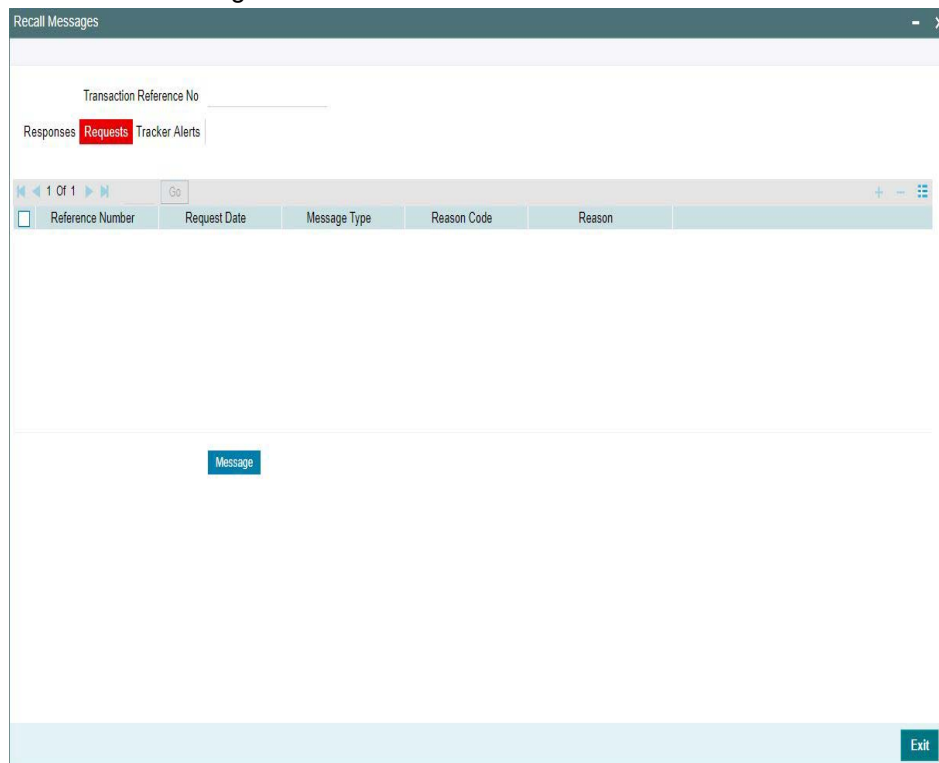 Recall Messages
Transaction Reference No
Responses Requests Tracker Alerts
1 Of 1 Go
Reference Number Request Date Message Type Reason Code Reason
Message
Exit